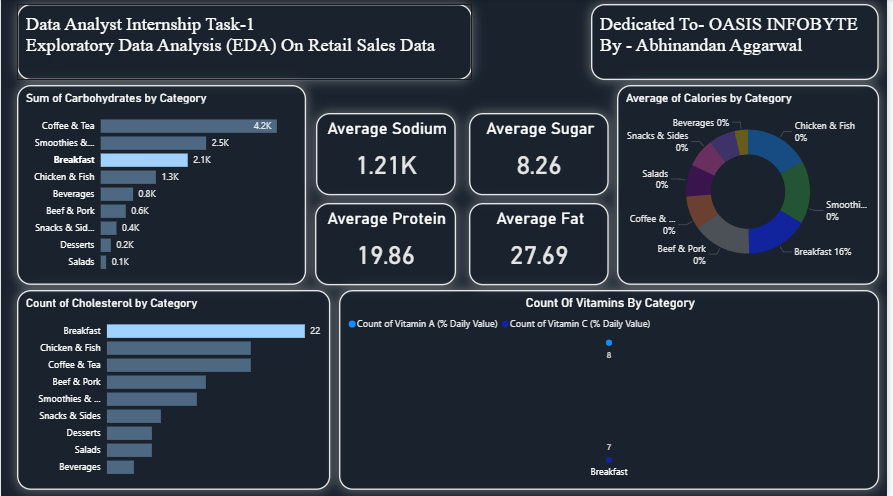 Data Analyst Internship Task-1
Exploratory Data Analysis (EDA) On Retail Sales Data
Dedicated To- OASIS INFOBYTE
By - Abhinandan Aggarwal
Sum of Carbohydrates by Category
Coffee & Tea 4.2K
Smoothies &... 2.5K
Breakfast 2.1K
Chicken & Fish 1.3K
Beverages 0.8K
Beef & Pork 0.6K
Snacks & Sid... 0.4K
Desserts 0.2K
Salads 0.1K
Average Sodium
1.21K
Average Sugar
8.26
Average Protein
19.86
Average Fat
27.69
Average of Calories by Category
Beverages 0%
Chicken & Fish
0%
Snacks & Sides
0%
Salads
0%
Smoothi...
0%
Coffee & ...
0%
Breakfast 16%
Beef & Pork
0%
Count of Cholesterol by Category
Breakfast 22
Chicken & Fish
Coffee & Tea
Beef & Pork
Smoothies & ...
Snacks & Sides
Desserts
Salads
Beverages
Count Of Vitamins By Category
Count of Vitamin A (% Daily Value) Count of Vitamin C (% Daily Value)
8
7
Breakfast